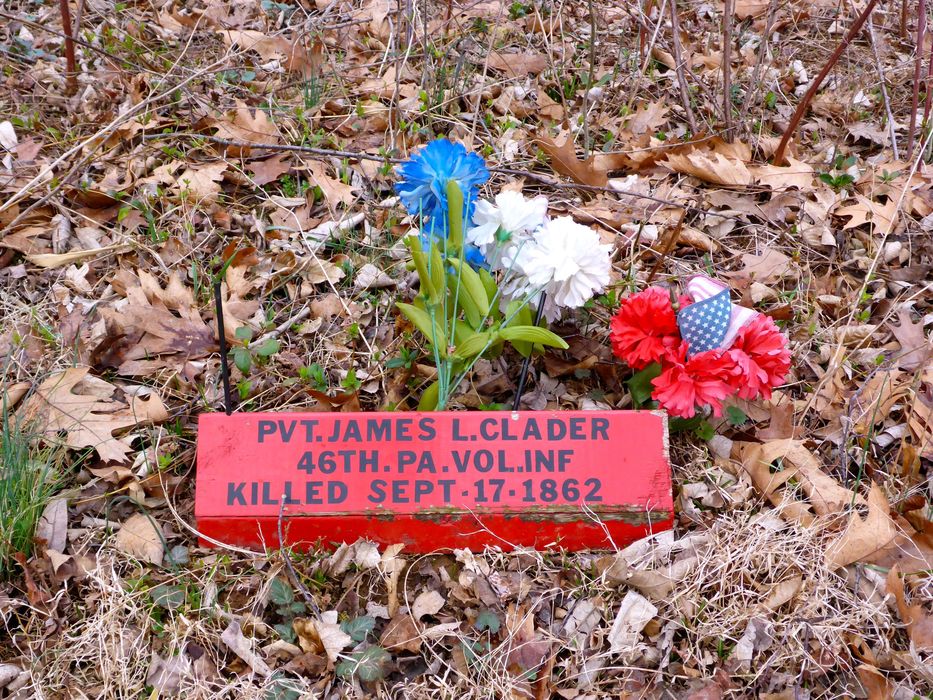 PVT.JAMES L.CLADER
46TH.PA.VOL.INF
KILLED SEPT·17·1862